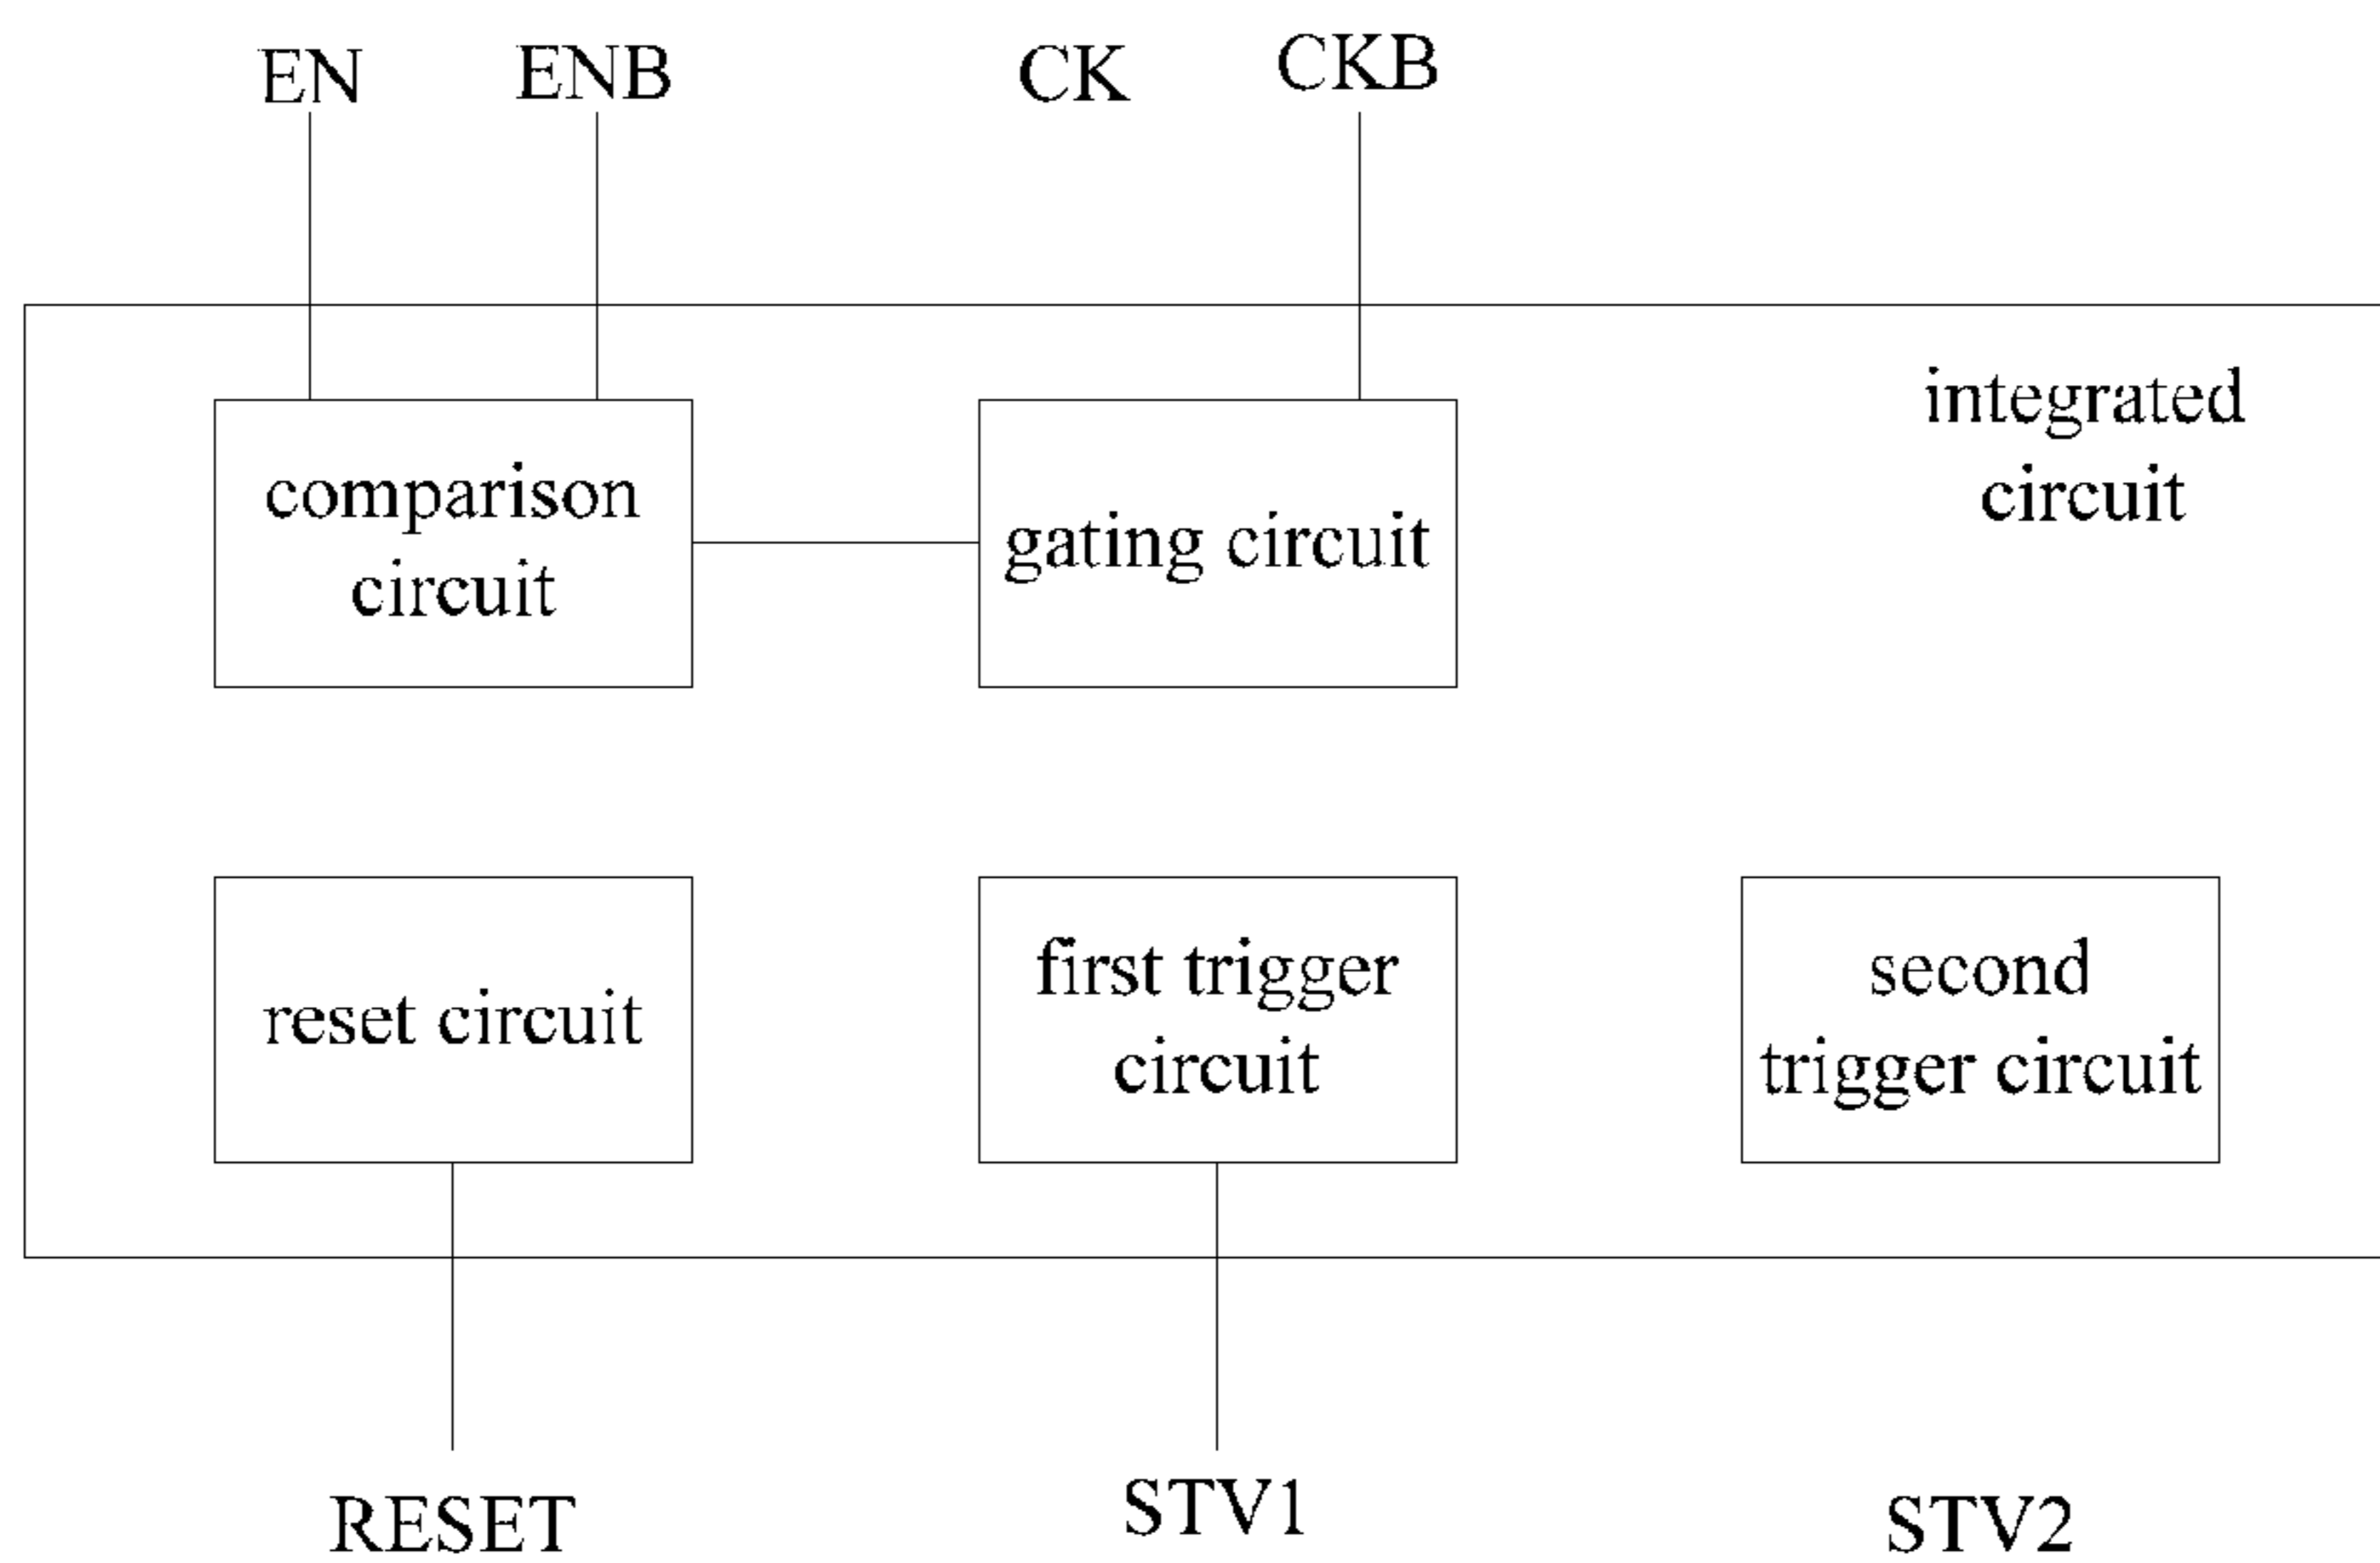 EN ENB CK CKB
integrated
circuit
comparison
circuit
gating circuit
reset circuit
first trigger
circuit
second
trigger circuit
RESET STV1 STV2